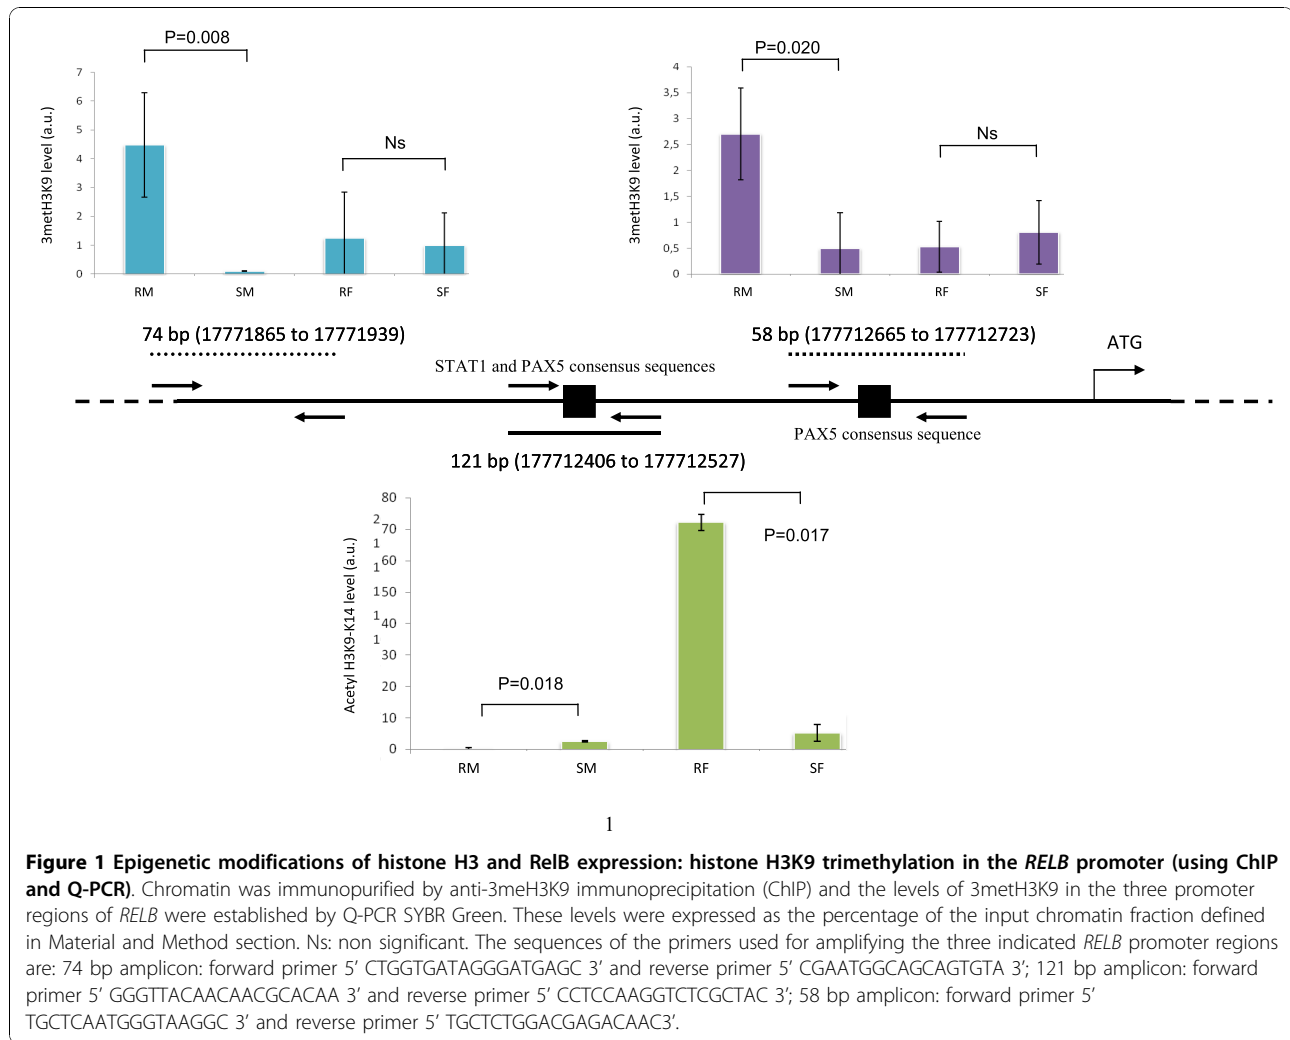 P=0.008
7
6
5
4
3
2
1
0
3metH3K9 level (a.u.)
Ns
RM SM RF SF
P=0.020
4
3,5
3
2,5
2
1,5
1
0,5
0
3metH3K9 level (a.u.)
Ns
RM SM RF SF
74 bp (17771865 to 17771939)
58 bp (177712665 to 177712723)
ATG
STAT1 and PAX5 consensus sequences
PAX5 consensus sequence
121 bp (177712406 to 177712527)
80
2
70
1
60
1
50
1
40
1
30
20
10
0
Acetyl H3K9-K14 level (a.u.)
P=0.017
P=0.018
RM SM RF SF
1
Figure 1 Epigenetic modifications of histone H3 and RelB expression: histone H3K9 trimethylation in the RELB promoter (using ChIP
and Q-PCR). Chromatin was immunopurified by anti-3meH3K9 immunoprecipitation (ChIP) and the levels of 3metH3K9 in the three promoter
regions of RELB were established by Q-PCR SYBR Green. These levels were expressed as the percentage of the input chromatin fraction defined
in Material and Method section. Ns: non significant. The sequences of the primers used for amplifying the three indicated RELB promoter regions
are: 74 bp amplicon: forward primer 5′ CTGGTGATAGGGATGAGC 3′ and reverse primer 5′ CGAATGGCAGCAGTGTA 3′; 121 bp amplicon: forward
primer 5′ GGGTTACAACAACGCACAA 3′ and reverse primer 5′ CCTCCAAGGTCTCGCTAC 3′; 58 bp amplicon: forward primer 5′
TGCTCAATGGGTAAGGC 3′ and reverse primer 5′ TGCTCTGGACGAGACAAC3′.